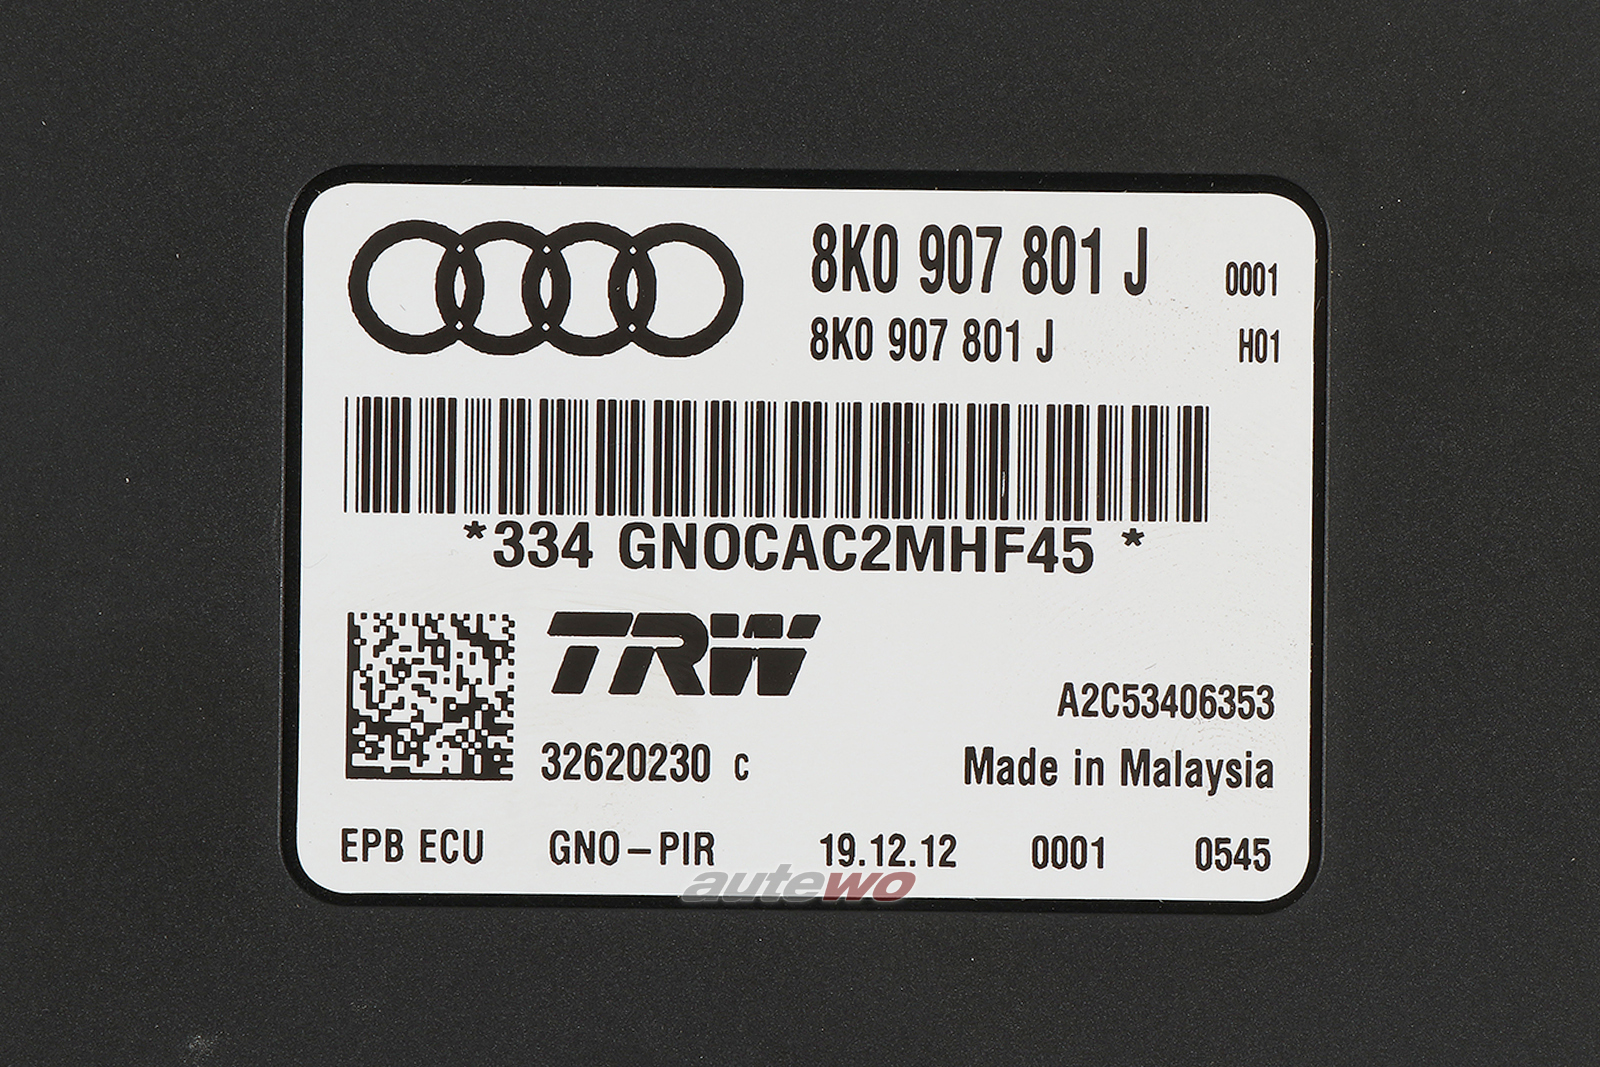 8K0 907 801 J 0001
8K0 907 801 J H01
*334 GNOCAC2MHF45 *
TRW
A2C53406353
32620230 C Made in Malaysia
EPB ECU GNO-PIR 19.12.12 0001 0545
autewo